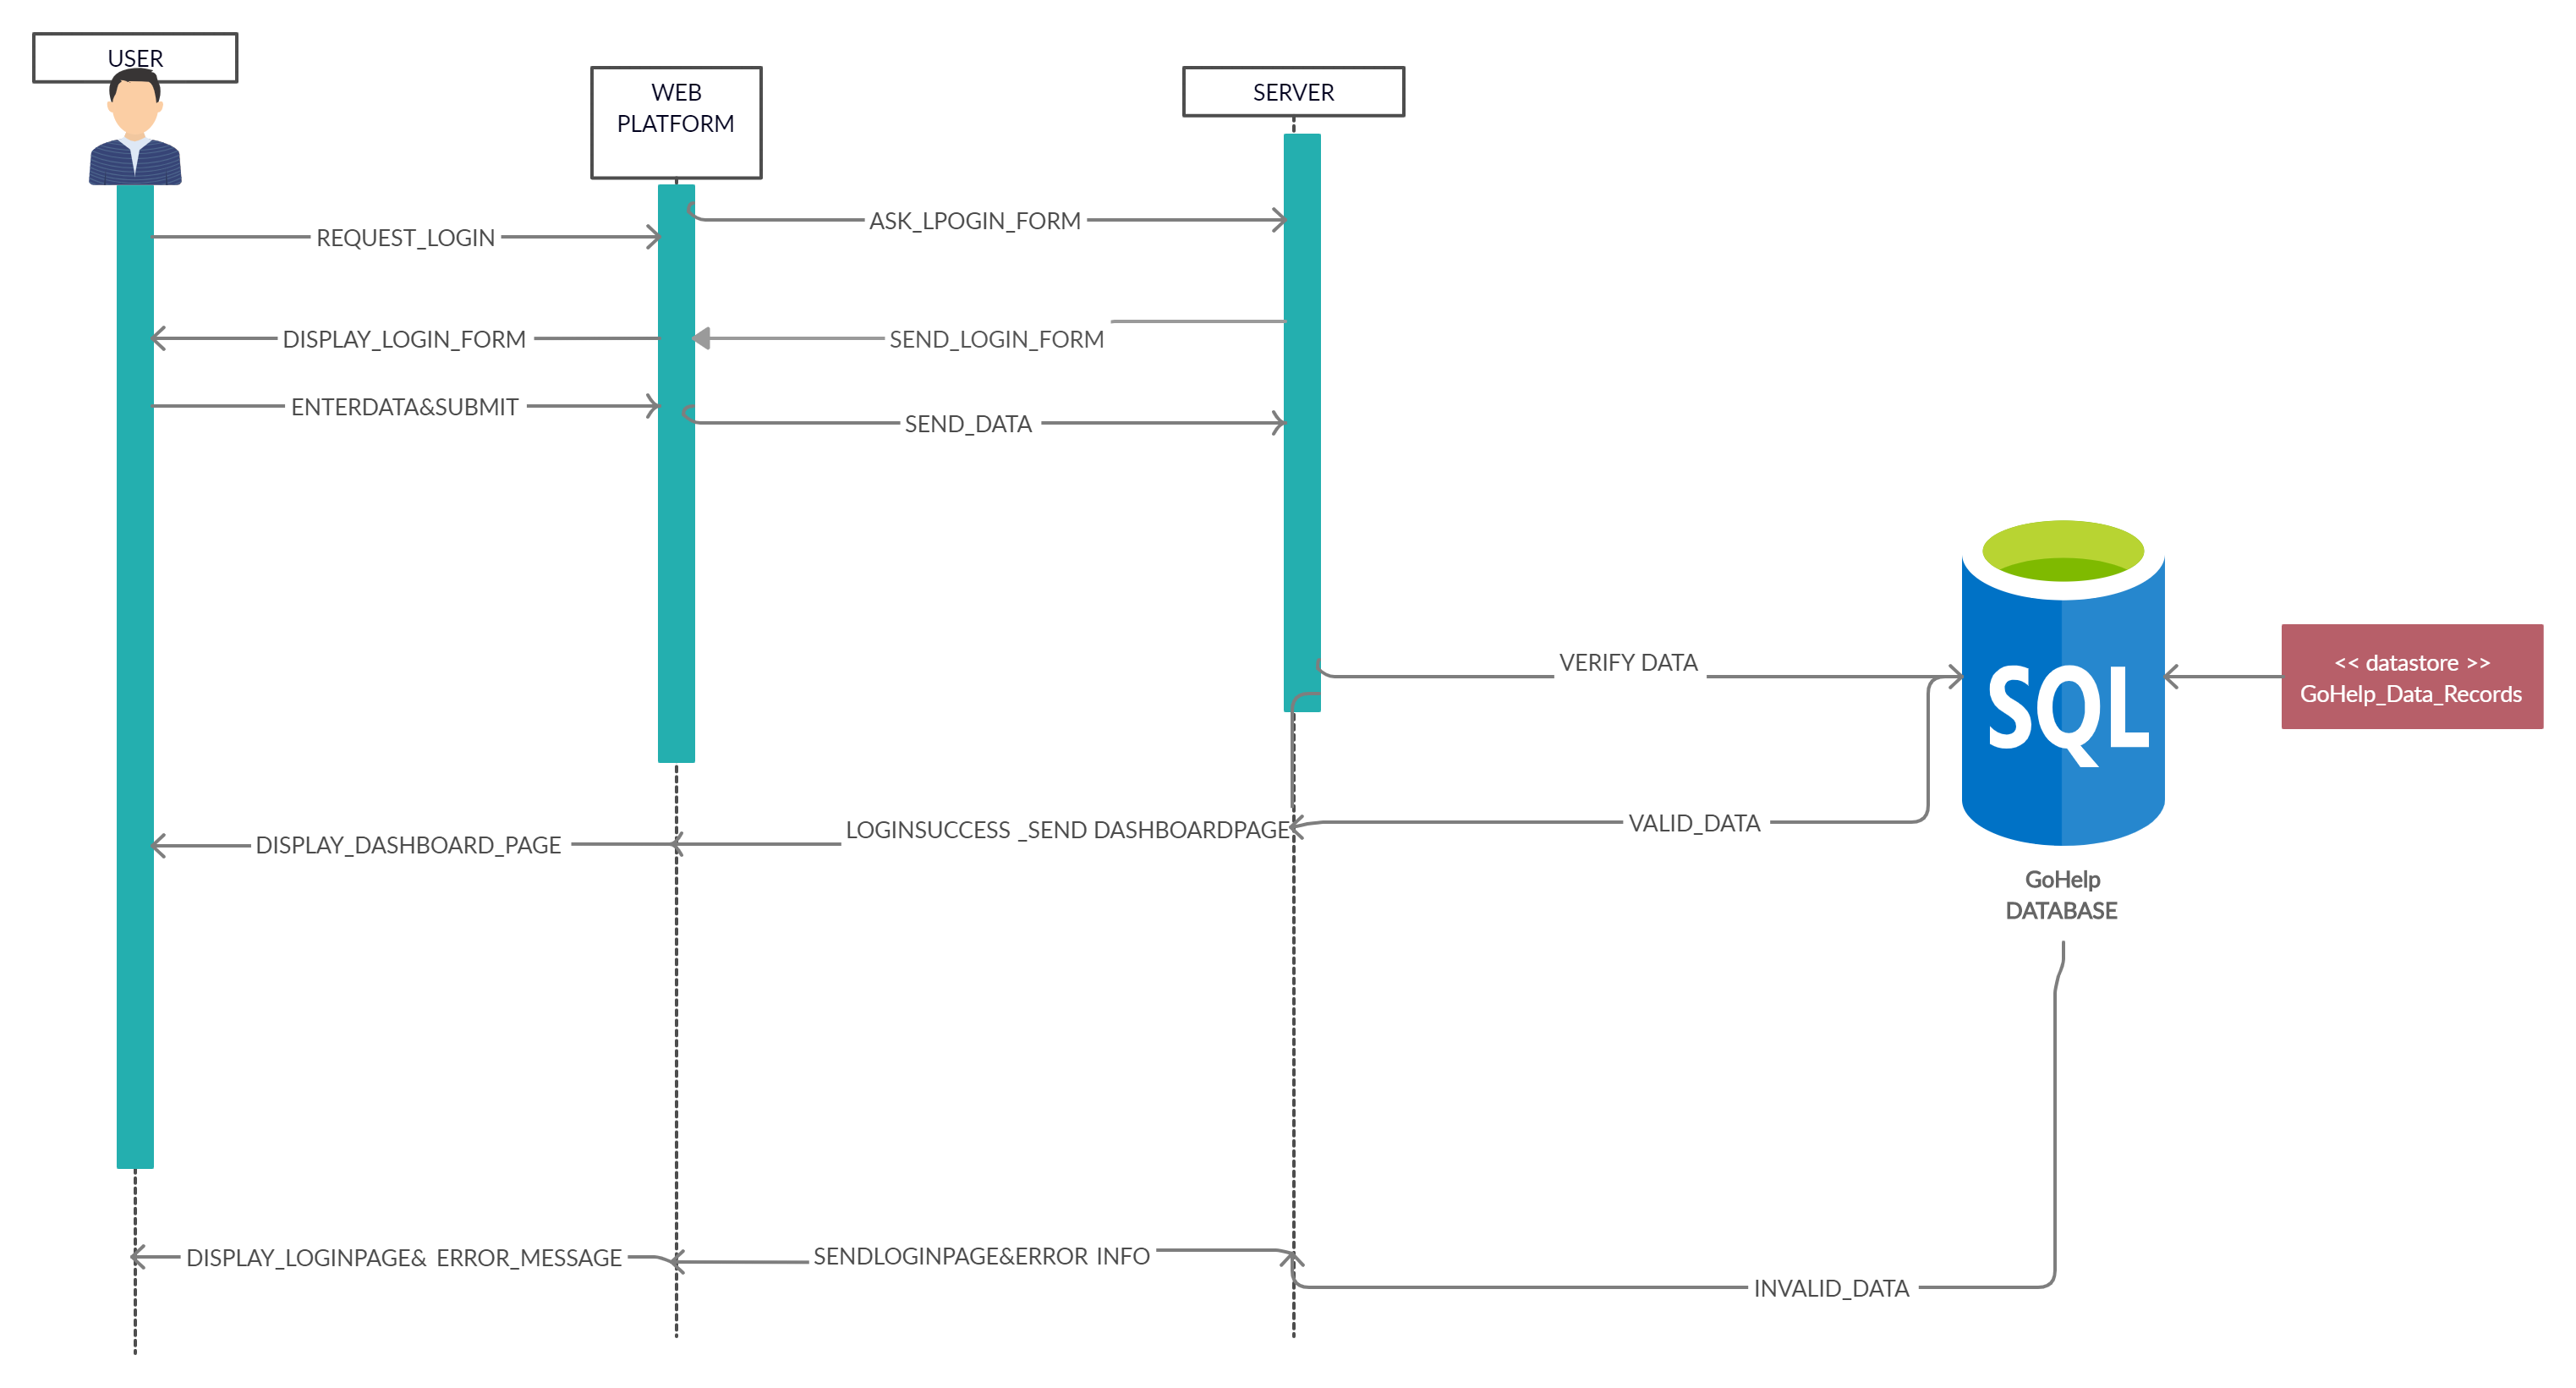 USER
WEB
PLATFORM
SERVER
ASK_LPOGIN_FORM
REQUEST_LOGIN
DISPLAY_LOGIN_FORM
SEND_LOGIN_FORM
ENTERDATA&SUBMIT
SEND_DATA
VERIFY DATA
SQL
<< datastore >>
GoHelp_Data_Records
LOGINSUCCESS _SEND DASHBOARDPAGE
VALID_DATA
DISPLAY_DASHBOARD_PAGE
GoHelp
DATABASE
DISPLAY_LOGINPAGE& ERROR_MESSAGE
SENDLOGINPAGE&ERROR INFO
INVALID_DATA